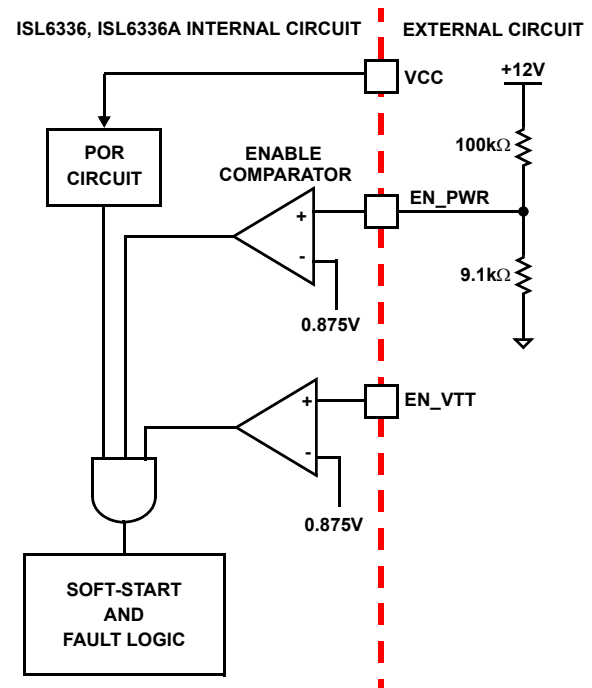 ISL6336, ISL6336A INTERNAL CIRCUIT
EXTERNAL CIRCUIT
VCC
+12V
100kΩ
POR
CIRCUIT
ENABLE
COMPARATOR
EN_PWR
+
-
9.1kΩ
0.875V
EN_VTT
+
-
0.875V
SOFT-START
AND
FAULT LOGIC